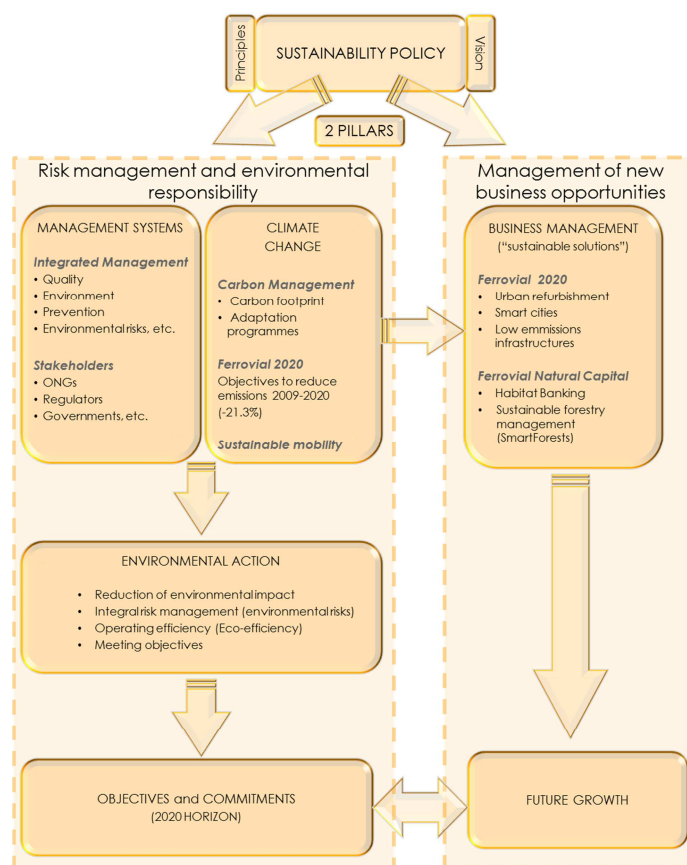 Principles
SUSTAINABILITY POLICY
Vision
2 PILLARS
Risk management and environmental
responsibility
MANAGEMENT SYSTEMS
Integrated Management
• Quality
• Environment
• Prevention
• Environmental risks, etc.
Stakeholders
• ONGs
• Regulators
• Governments, etc.
CLIMATE
CHANGE
Carbon Management
• Carbon footprint
• Adaptation
programmes
Ferrovial 2020
Objectives to reduce
emissions 2009-2020
(-21.3%)
Sustainable mobility
ENVIRONMENTAL ACTION
• Reduction of environmental impact
• Integral risk management (environmental risks)
• Operating efficiency (Eco-efficiency)
• Meeting objectives
OBJECTIVES and COMMITMENTS
(2020 HORIZON)
Management of new
business opportunities
BUSINESS MANAGEMENT
("sustainable solutions")
Ferrovial 2020
• Urban refurbishment
• Smart cities
• Low emmissions
infrastructures
Ferrovial Natural Capital
• Habitat Banking
• Sustainable forestry
management
(SmartForests)
FUTURE GROWTH